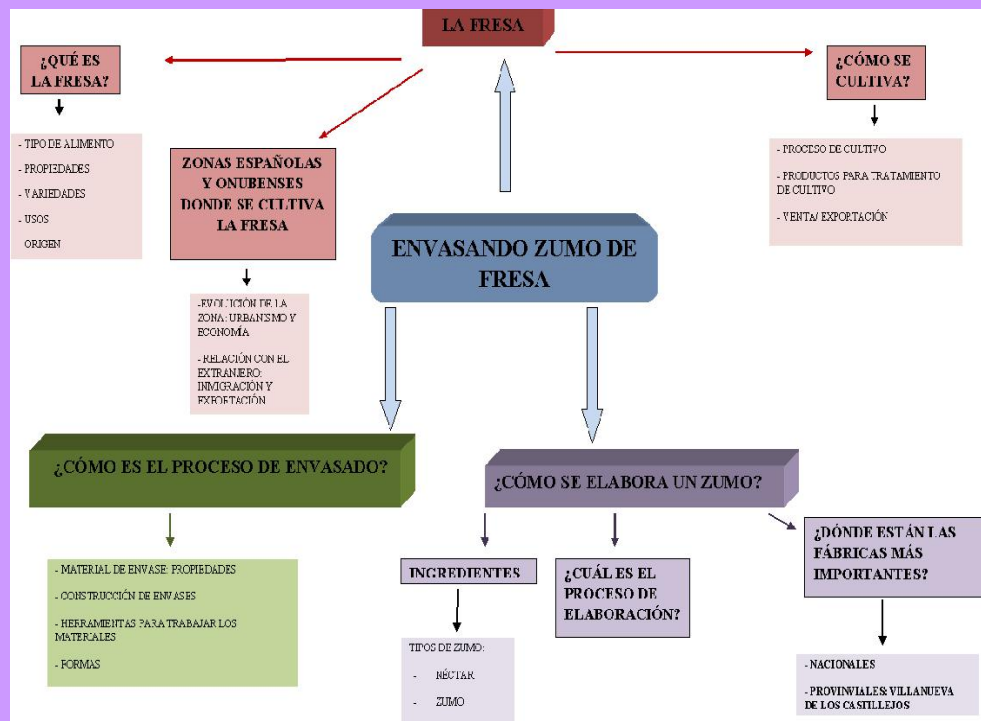 LA FRESA
¿QUÉ ES
LA FRESA?
- TIPO DE ALIMENTO
- PROPIEDADES
- VARIEDADES
- USOS
ORIGEN
ZONAS ESPAÑOLAS
Y ONUBENSES
DONDE SE CULTIVA
LA FRESA
-EVOLUCIÓN DE LA
ZONA: URBANISMO Y
ECONOMÍA
- RELACIÓN CON EL
EXTRANJERO:
INMIGRACIÓN Y
EXPORTACIÓN
¿CÓMO SE
CULTIVA?
- PROCESO DE CULTIVO
- PRODUCTOS PARA TRATAMIENTO
DE CULTIVO
- VENTA/ EXPORTACIÓN
ENVASANDO ZUMO DE
FRESA
¿CÓMO ES EL PROCESO DE ENVASADO?
- MATERIAL DE ENVASE: PROPIEDADES
- CONSTRUCCIÓN DE ENVASES
- HERRAMIENTAS PARA TRABAJAR LOS
MATERIALES
- FORMAS
¿CÓMO SE ELABORA UN ZUMO?
INGREDIENTES
TIPOS DE ZUMO:
- NÉCTAR
- ZUMO
¿CUÁL ES EL
PROCESO DE
ELABORACIÓN?
¿DÓNDE ESTÁN LAS
FÁBRICAS MÁS
IMPORTANTES?
- NACIONALES
- PROVINVIALES: VILLANUEVA
DE LOS CASTILLEJOS